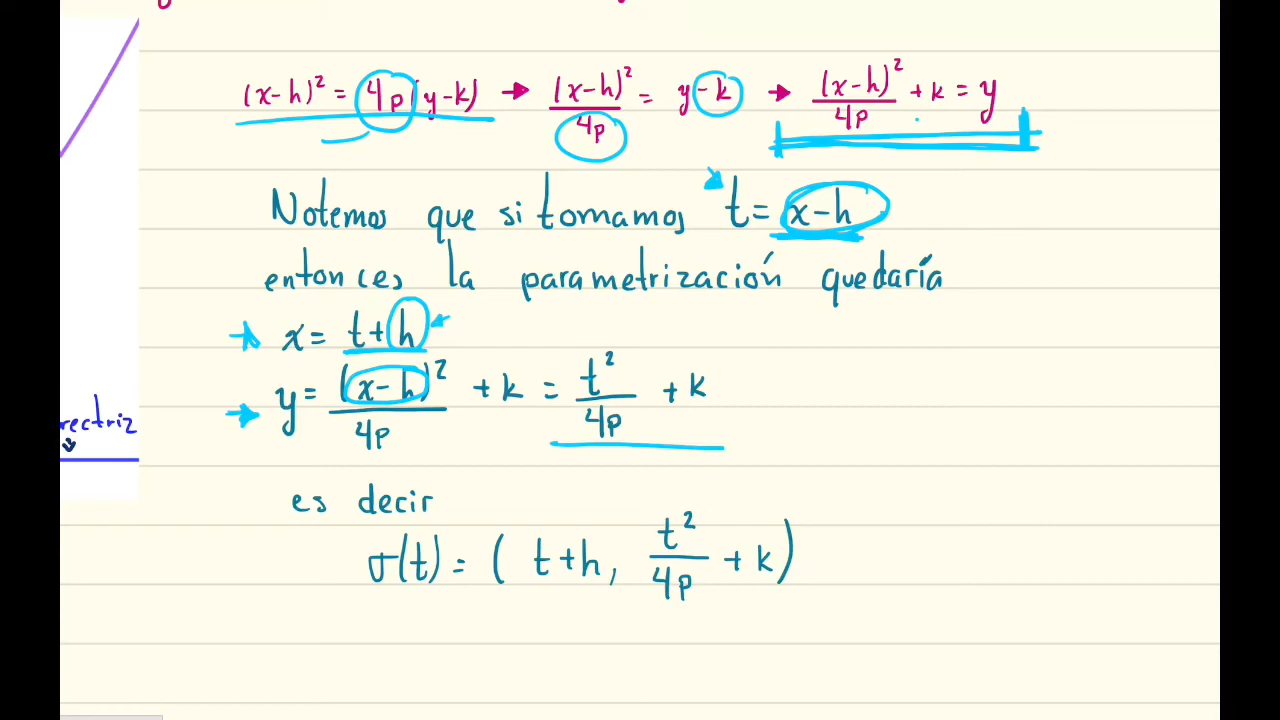 (x-h)² = 4p(y-k) → (x-h)²/4p = y-k → (x-h)²/4p + k = y
Notemos que si tomamos t = x-h
entonces la parametrización quedaría
x = t+h
y = (x-h)²/4p + k = t²/4p + k
rectriz
es decir
σ(t) = ( t+h, t²/4p + k)